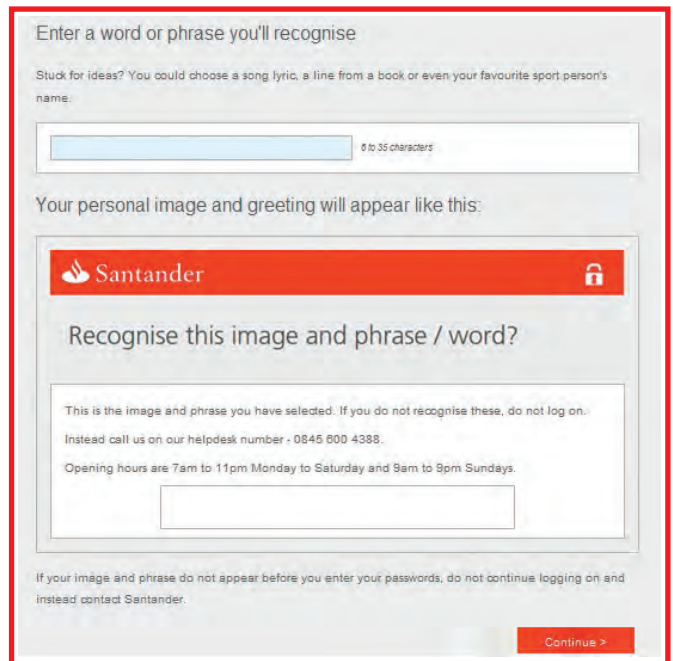 Enter a word or phrase you'll recognise
Stuck for ideas? You could choose a song lyric, a line from a book or even your favourite sport person's
name.
6 to 35 characters
Your personal image and greeting will appear like this:
Santander
Recognise this image and phrase / word?
This is the image and phrase you have selected. If you do not recognise these, do not log on.
Instead call us on our helpdesk number - 0845 600 4388.
Opening hours are 7am to 11pm Monday to Saturday and 9am to 9pm Sundays.
If your image and phrase do not appear before you enter your passwords, do not continue logging on and
instead contact Santander.
Continue >